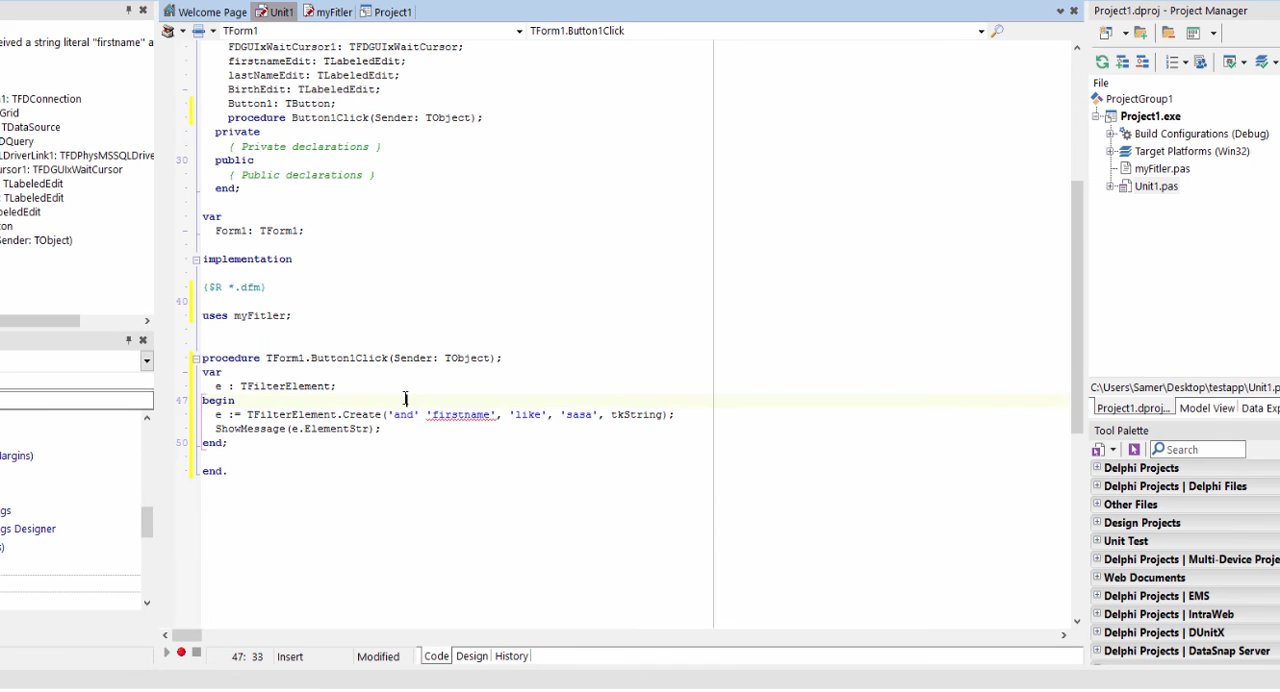 Welcome Page
Unit1
myFitler
Project1
Project1.dproj - Project Manager
TForm1
TForm1.Button1Click
eived a string literal "firstname" a
1: TFDConnection
Grid
TDataSource
DQuery
LDriverLink1: TFDPhysMSSQLDrive
ursor1: TFDGUIxWaitCursor
TLabeledEdit
: TLabeledEdit
beledEdit
on
Sender: TObject)
argins)
gs
gs Designer
s)
FDGUIxWaitCursor1: TFDGUIxWaitCursor;
firstnameEdit: TLabeledEdit;
lastNameEdit: TLabeledEdit;
BirthEdit: TLabeledEdit;
Button1: TButton;
procedure Button1Click(Sender: TObject);
private
{ Private declarations }
30 public
{ Public declarations }
end;
var
Form1: TForm1;
implementation
{$R *.dfm}
40
uses myFitler;
procedure TForm1.Button1Click(Sender: TObject);
var
e : TFilterElement;
47 begin
e := TFilterElement.Create('and' 'firstname', 'like', 'sasa', tkString);
ShowMessage(e.ElementStr);
50 end;
end.
47: 33
Insert
Modified
Code
Design
History
File
ProjectGroup1
Project1.exe
Build Configurations (Debug)
Target Platforms (Win32)
myFitler.pas
Unit1.pas
C:\Users\Samer\Desktop\testapp\Unit1.p
Project1.dproj...
Model View
Data Exp
Tool Palette
Search
Delphi Projects
Delphi Projects | Delphi Files
Other Files
Design Projects
Unit Test
Delphi Projects | Multi-Device Proje
Web Documents
Delphi Projects | EMS
Delphi Projects | IntraWeb
Delphi Projects | DUnitX
Delphi Projects | DataSnap Server